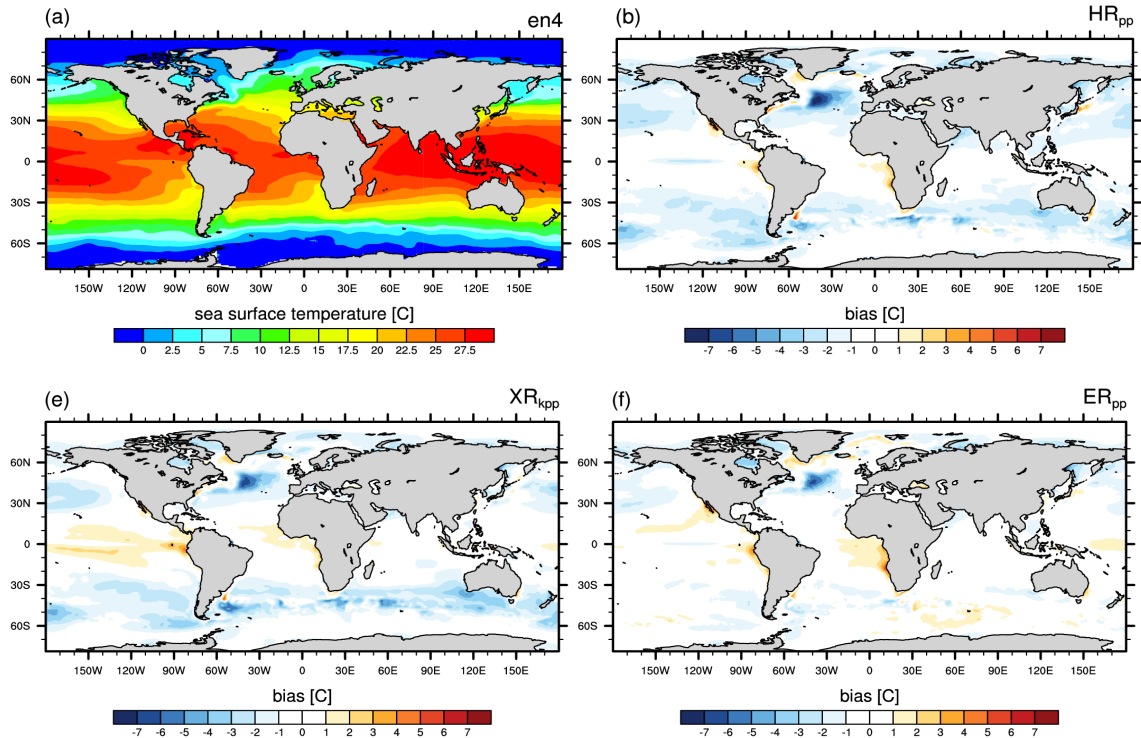 (a) en4
60N
30N
0
30S
60S
150W 120W 90W 60W 30W 0 30E 60E 90E 120E 150E
sea surface temperature [C]
0 2.5 5 7.5 10 12.5 15 17.5 20 22.5 25 27.5
(b) HRpp
60N
30N
0
30S
60S
150W 120W 90W 60W 30W 0 30E 60E 90E 120E 150E
bias [C]
-7 -6 -5 -4 -3 -2 -1 0 1 2 3 4 5 6 7
(e) XRkpp
60N
30N
0
30S
60S
150W 120W 90W 60W 30W 0 30E 60E 90E 120E 150E
bias [C]
-7 -6 -5 -4 -3 -2 -1 0 1 2 3 4 5 6 7
(f) ERpp
60N
30N
0
30S
60S
150W 120W 90W 60W 30W 0 30E 60E 90E 120E 150E
bias [C]
-7 -6 -5 -4 -3 -2 -1 0 1 2 3 4 5 6 7